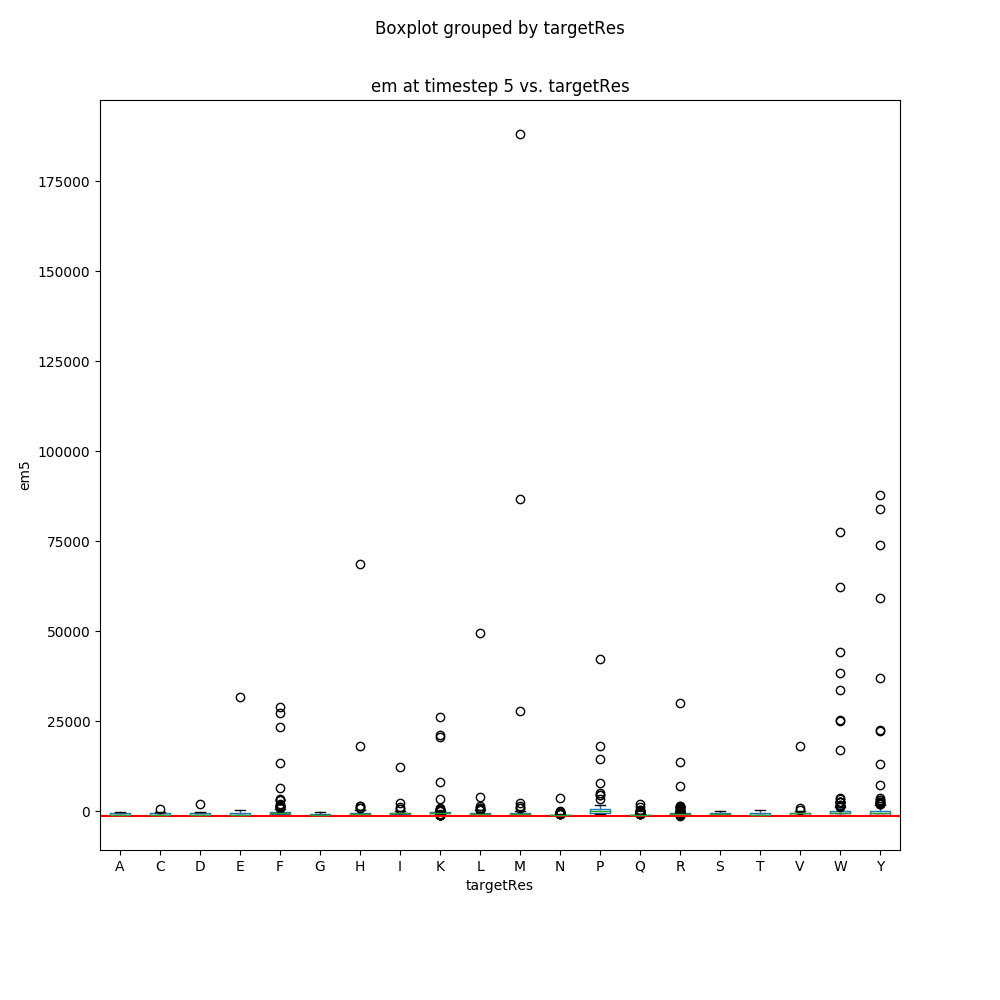 Boxplot grouped by targetRes
em at timestep 5 vs. targetRes
175000
150000
125000
100000
75000
50000
25000
0
em5
A C D E F G H I K L M N P Q R S T V W Y
targetRes